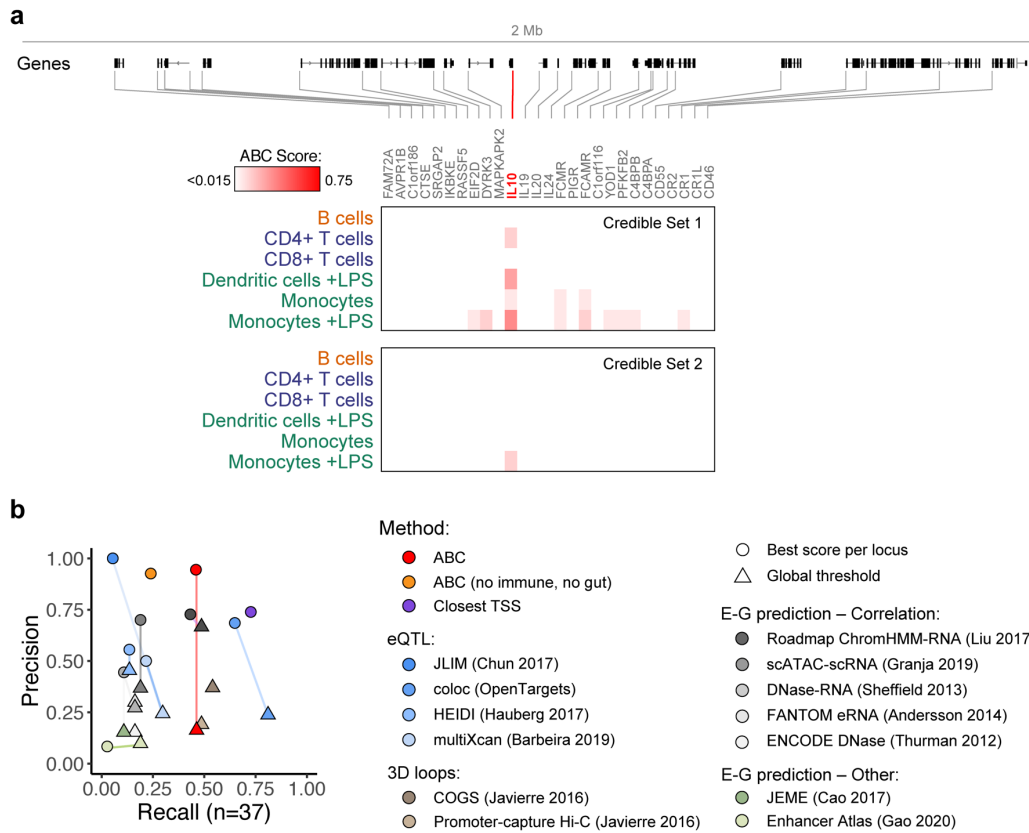 a
2 Mb
Genes
ABC Score:
<0.015 0.75
FAM72A
AVPR1B
C1orf186
CTSE
SRGAP2
IKBKE
RASSF5
EIF2D
DYRK3
MAPKAPK2
IL10
IL19
IL20
IL24
FCMR
PIGR
FCAMR
C1orf116
YOD1
PFKFB2
C4BPB
C4BPA
CD55
CR2
CR1
CR1L
CD46
B cells
CD4+ T cells
CD8+ T cells
Dendritic cells +LPS
Monocytes
Monocytes +LPS
Credible Set 1
B cells
CD4+ T cells
CD8+ T cells
Dendritic cells +LPS
Monocytes
Monocytes +LPS
Credible Set 2
b
Precision
1.00
0.75
0.50
0.25
0.00
0.00 0.25 0.50 0.75 1.00
Recall (n=37)
Method:
ABC
ABC (no immune, no gut)
Closest TSS
eQTL:
JLIM (Chun 2017)
coloc (OpenTargets)
HEIDI (Hauberg 2017)
multiXcan (Barbeira 2019)
3D loops:
COGS (Javierre 2016)
Promoter-capture Hi-C (Javierre 2016)
Best score per locus
Global threshold
E-G prediction – Correlation:
Roadmap ChromHMM-RNA (Liu 2017
scATAC-scRNA (Granja 2019)
DNase-RNA (Sheffield 2013)
FANTOM eRNA (Andersson 2014)
ENCODE DNase (Thurman 2012)
E-G prediction – Other:
JEME (Cao 2017)
Enhancer Atlas (Gao 2020)